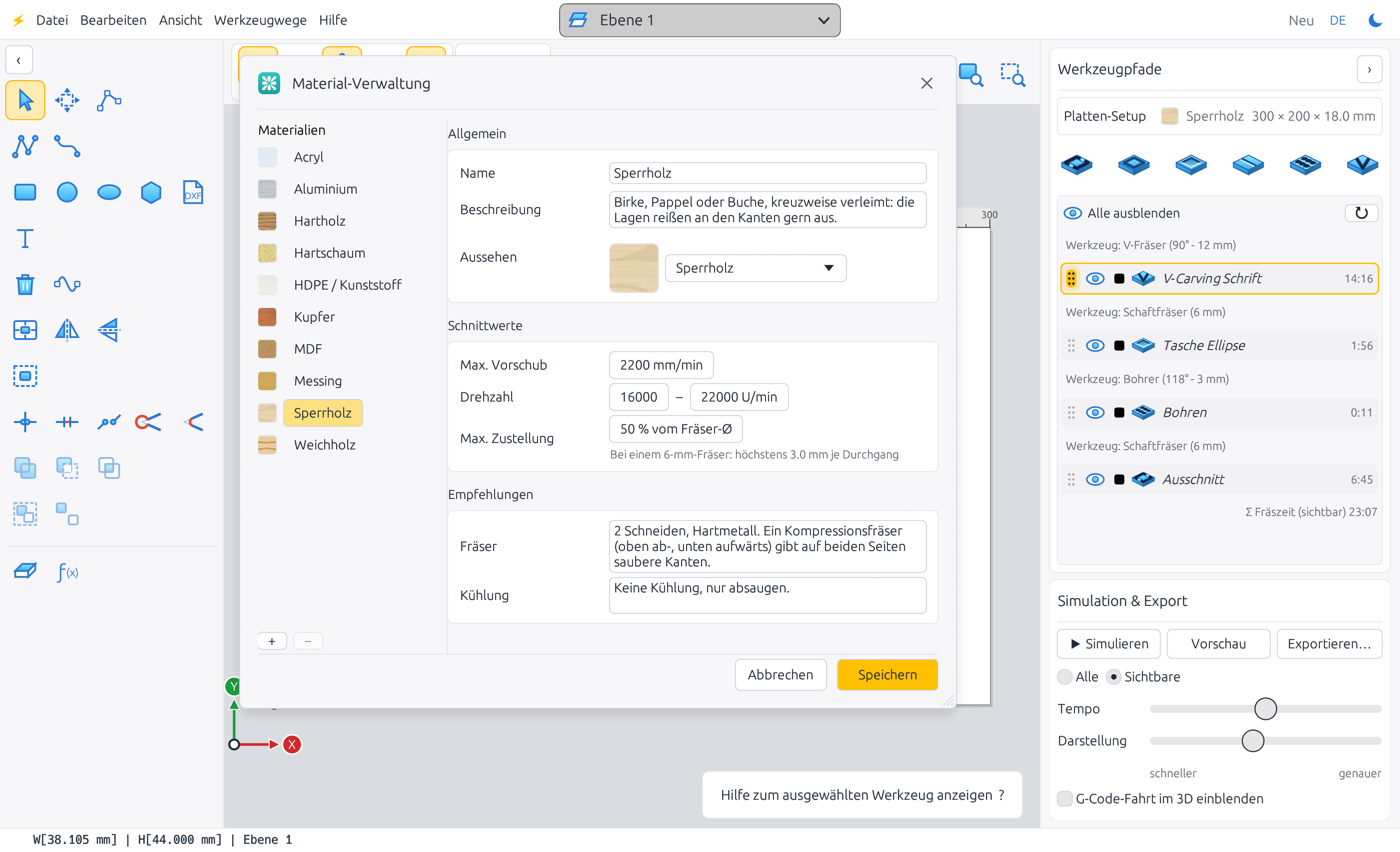 Datei Bearbeiten Ansicht Werkzeugwege Hilfe
Ebene 1
Neu DE
DXF
T
f(x)
Material-Verwaltung
Materialien
Acryl
Aluminium
Hartholz
Hartschaum
HDPE / Kunststoff
Kupfer
MDF
Messing
Sperrholz
Weichholz
+ −
Allgemein
Name Sperrholz
Beschreibung
Birke, Pappel oder Buche, kreuzweise verleimt: die
Lagen reißen an den Kanten gern aus.
Aussehen Sperrholz
Schnittwerte
Max. Vorschub 2200 mm/min
Drehzahl 16000 – 22000 U/min
Max. Zustellung 50 % vom Fräser-Ø
Bei einem 6-mm-Fräser: höchstens 3.0 mm je Durchgang
Empfehlungen
Fräser
2 Schneiden, Hartmetall. Ein Kompressionsfräser
(oben ab-, unten aufwärts) gibt auf beiden Seiten
saubere Kanten.
Kühlung Keine Kühlung, nur absaugen.
Abbrechen Speichern
300
Y
X
Hilfe zum ausgewählten Werkzeug anzeigen ?
Werkzeugpfade
Platten-Setup Sperrholz 300 × 200 × 18.0 mm
Alle ausblenden
Werkzeug: V-Fräser (90° - 12 mm)
V-Carving Schrift 14:16
Werkzeug: Schaftfräser (6 mm)
Tasche Ellipse 1:56
Werkzeug: Bohrer (118° - 3 mm)
Bohren 0:11
Werkzeug: Schaftfräser (6 mm)
Ausschnitt 6:45
Σ Fräszeit (sichtbar) 23:07
Simulation & Export
Simulieren Vorschau Exportieren…
Alle Sichtbare
Tempo
Darstellung
schneller genauer
G-Code-Fahrt im 3D einblenden
W[38.105 mm] | H[44.000 mm] | Ebene 1